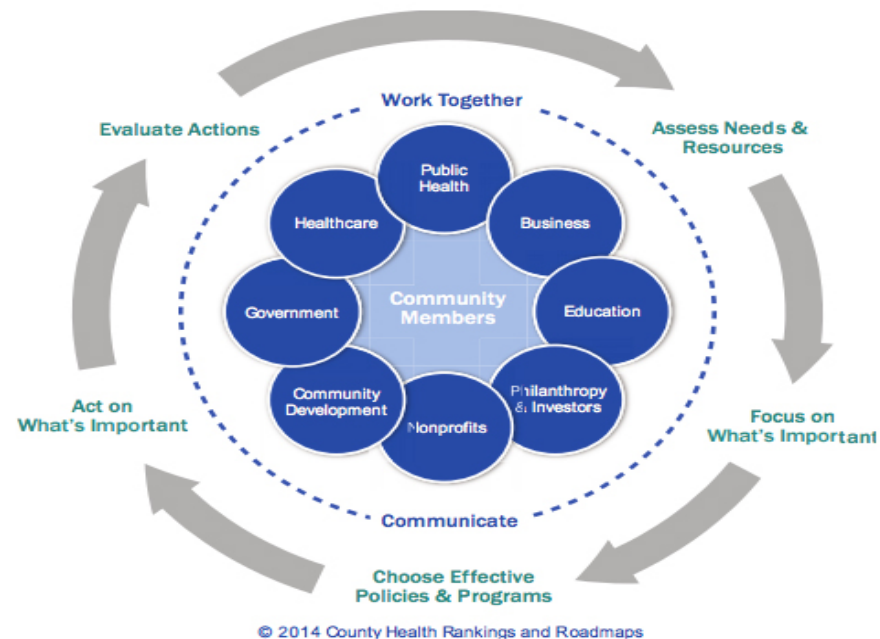 Work Together
Evaluate Actions
Assess Needs &
Resources
Public
Health
Healthcare
Business
Government
Community
Members
Education
Community
Development
Philanthropy
& Investors
Nonprofits
Act on
What's Important
Focus on
What's Important
Communicate
Choose Effective
Policies & Programs
© 2014 County Health Rankings and Roadmaps